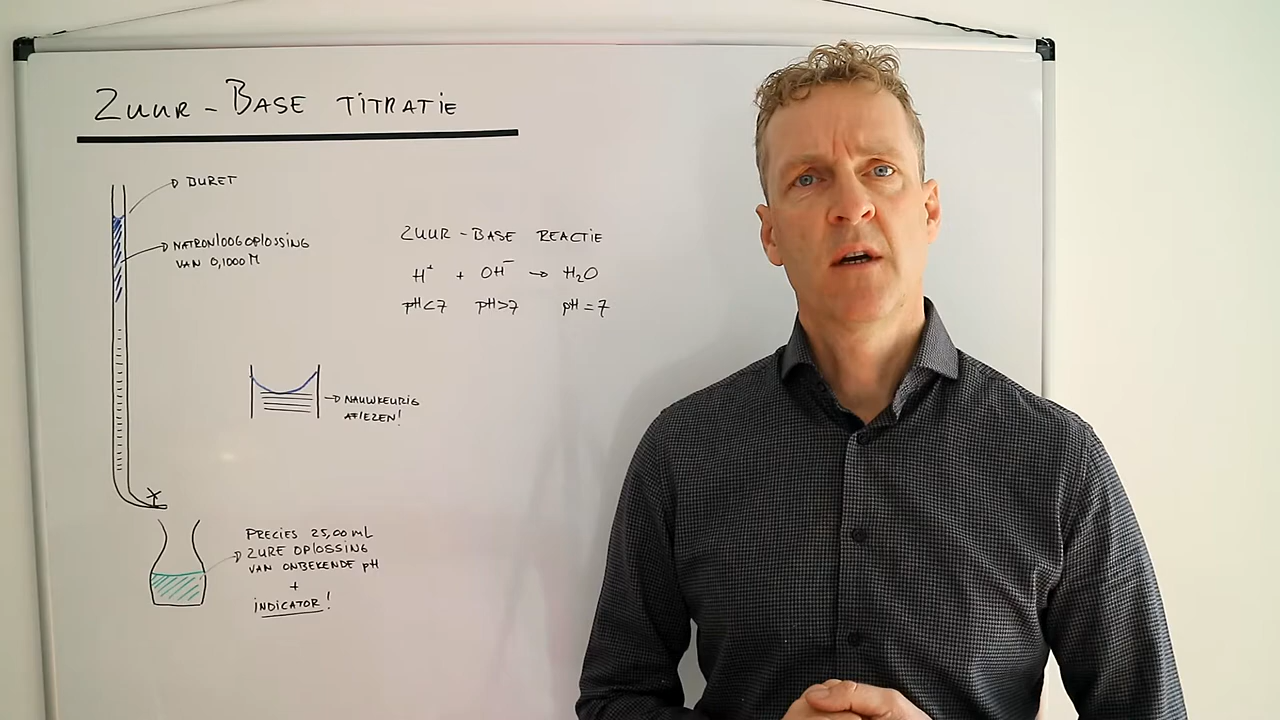 ZUUR - BASE TITRATIE
BURET
NATRONLOOGOPLOSSING
VAN 0,1000 M
ZUUR - BASE REACTIE
H⁺ + OH⁻ → H₂O
pH<7 pH>7 pH=7
NAUWKEURIG
AFLEZEN!
PRECIES 25,00 mL
ZURE OPLOSSING
VAN ONBEKENDE pH
+
INDICATOR!